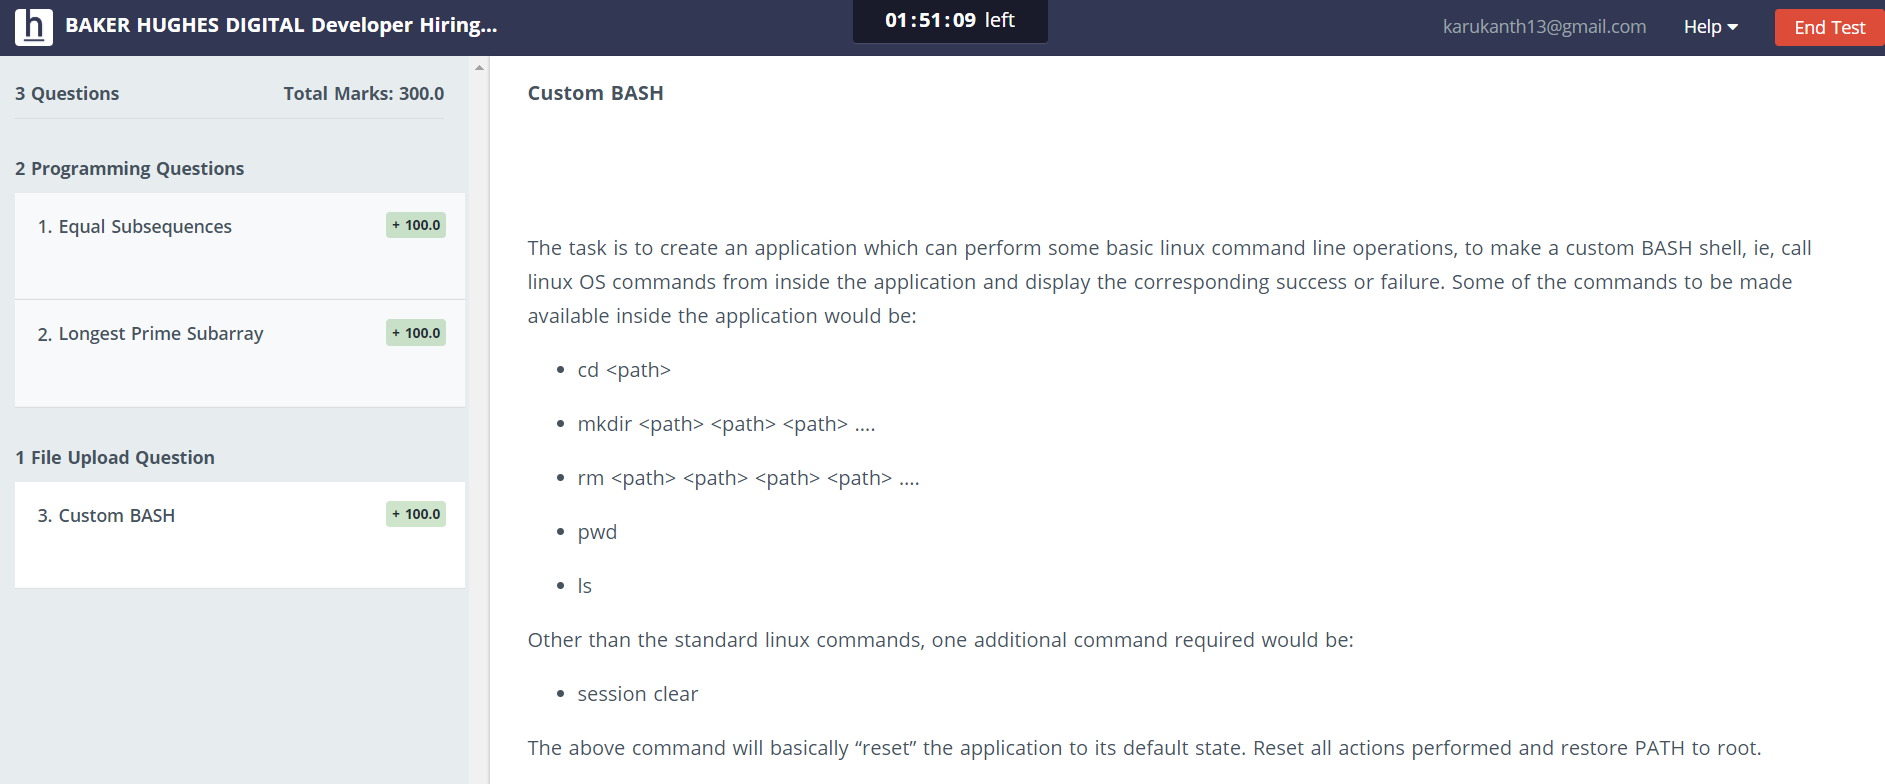 h BAKER HUGHES DIGITAL Developer Hiring...
01:51:09 left
karukanth13@gmail.com Help End Test
3 Questions Total Marks: 300.0
2 Programming Questions
1. Equal Subsequences + 100.0
2. Longest Prime Subarray + 100.0
1 File Upload Question
3. Custom BASH + 100.0
Custom BASH
The task is to create an application which can perform some basic linux command line operations, to make a custom BASH shell, ie, call
linux OS commands from inside the application and display the corresponding success or failure. Some of the commands to be made
available inside the application would be:
• cd <path>
• mkdir <path> <path> <path> ....
• rm <path> <path> <path> <path> ....
• pwd
• ls
Other than the standard linux commands, one additional command required would be:
• session clear
The above command will basically “reset” the application to its default state. Reset all actions performed and restore PATH to root.